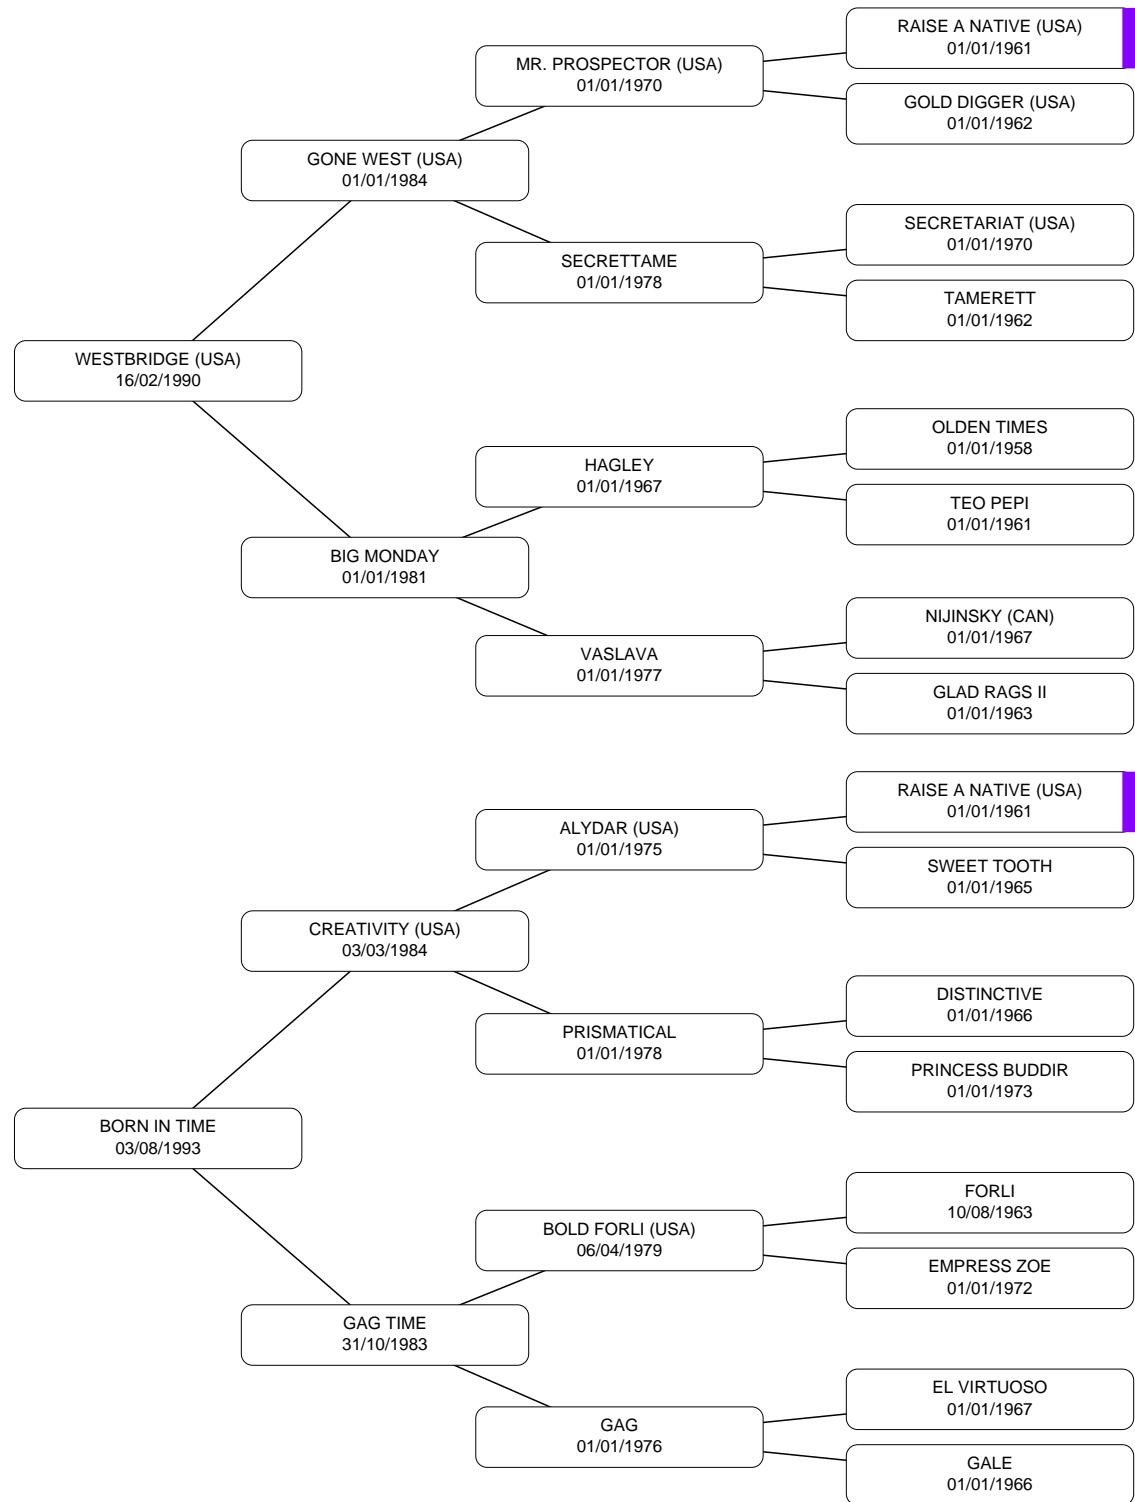 RAISE A NATIVE (USA)
01/01/1961
MR. PROSPECTOR (USA)
01/01/1970
GOLD DIGGER (USA)
01/01/1962
GONE WEST (USA)
01/01/1984
SECRETARIAT (USA)
01/01/1970
SECRETTAME
01/01/1978
TAMERETT
01/01/1962
WESTBRIDGE (USA)
16/02/1990
OLDEN TIMES
01/01/1958
HAGLEY
01/01/1967
TEO PEPI
01/01/1961
BIG MONDAY
01/01/1981
NIJINSKY (CAN)
01/01/1967
VASLAVA
01/01/1977
GLAD RAGS II
01/01/1963
RAISE A NATIVE (USA)
01/01/1961
ALYDAR (USA)
01/01/1975
SWEET TOOTH
01/01/1965
CREATIVITY (USA)
03/03/1984
DISTINCTIVE
01/01/1966
PRISMATICAL
01/01/1978
PRINCESS BUDDIR
01/01/1973
BORN IN TIME
03/08/1993
FORLI
10/08/1963
BOLD FORLI (USA)
06/04/1979
EMPRESS ZOE
01/01/1972
GAG TIME
31/10/1983
EL VIRTUOSO
01/01/1967
GAG
01/01/1976
GALE
01/01/1966